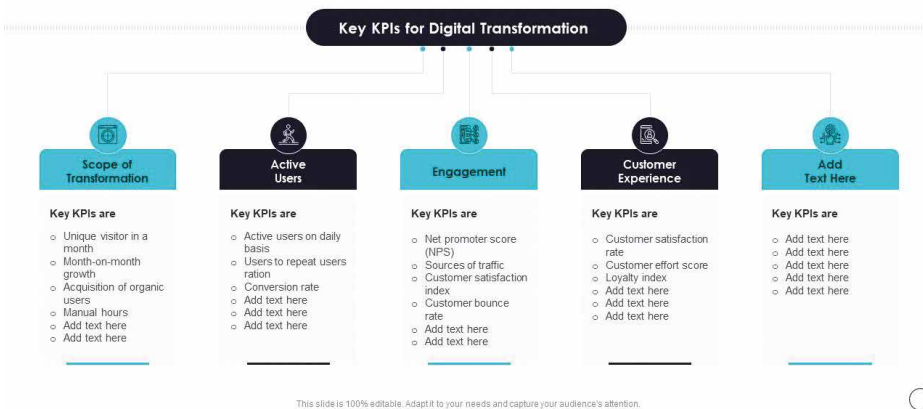 Key KPIs for Digital Transformation
Scope of
Transformation
Key KPIs are
o Unique visitor in a
month
o Month-on-month
growth
o Acquisition of organic
users
o Manual hours
o Add text here
o Add text here
Active
Users
Key KPIs are
o Active users on daily
basis
o Users to repeat users
ration
o Conversion rate
o Add text here
o Add text here
o Add text here
Engagement
Key KPIs are
o Net promoter score
(NPS)
o Sources of traffic
o Customer satisfaction
index
o Customer bounce
rate
o Add text here
o Add text here
Customer
Experience
Key KPIs are
o Customer satisfaction
rate
o Customer effort score
o Loyalty index
o Add text here
o Add text here
o Add text here
Add
Text Here
Key KPIs are
o Add text here
o Add text here
o Add text here
o Add text here
o Add text here
This slide is 100% editable. Adapt it to your needs and capture your audience's attention.